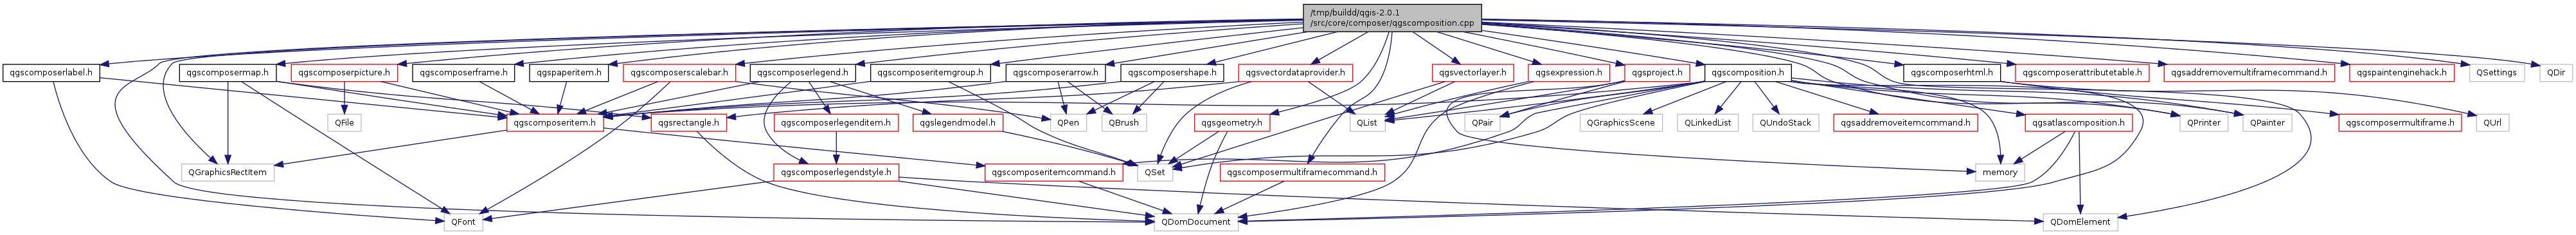 /tmp/buildd/qgis-2.0.1
/src/core/composer/qgscomposition.cpp
qgscomposerlabel.h
qgscomposermap.h
qgscomposerpicture.h
qgscomposerframe.h
qgspaperitem.h
qgscomposerscalebar.h
qgscomposerlegend.h
qgscomposeritemgroup.h
qgscomposerarrow.h
qgscomposershape.h
qgsvectordataprovider.h
qgsvectorlayer.h
qgsexpression.h
qgsproject.h
qgscomposition.h
qgscomposerhtml.h
qgscomposerattributetable.h
qgsaddremovemultiframecommand.h
qgspaintenginehack.h
QSettings
QDir
QFile
qgscomposeritem.h
qgsrectangle.h
qgscomposerlegenditem.h
qgslegendmodel.h
QPen
QBrush
qgsgeometry.h
QList
QPair
QGraphicsScene
QLinkedList
QUndoStack
qgsaddremoveitemcommand.h
qgsatlascomposition.h
QPrinter
QPainter
qgscomposermultiframe.h
QUrl
QGraphicsRectItem
qgscomposerlegendstyle.h
qgscomposeritemcommand.h
QSet
qgscomposermultiframecommand.h
memory
QFont
QDomDocument
QDomElement